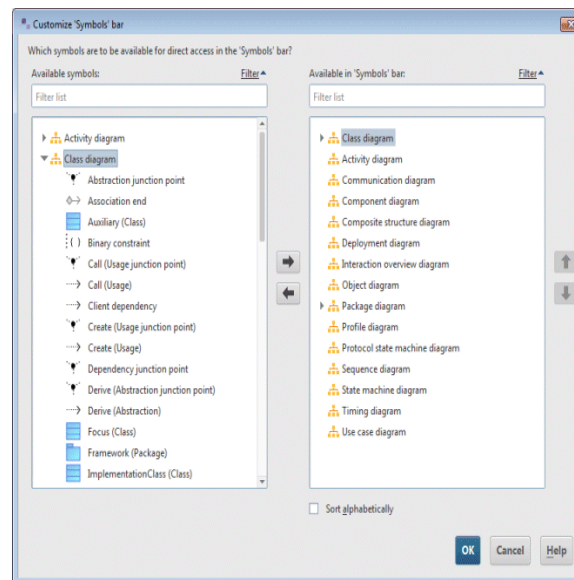 Customize 'Symbols' bar
Which symbols are to be available for direct access in the 'Symbols' bar?
Available symbols:
Filter
Filter list
Activity diagram
Class diagram
Abstraction junction point
Association end
Auxiliary (Class)
Binary constraint
Call (Usage junction point)
Call (Usage)
Client dependency
Create (Usage junction point)
Create (Usage)
Dependency junction point
Derive (Abstraction junction point)
Derive (Abstraction)
Focus (Class)
Framework (Package)
ImplementationClass (Class)
Available in 'Symbols' bar:
Filter
Filter list
Class diagram
Activity diagram
Communication diagram
Component diagram
Composite structure diagram
Deployment diagram
Interaction overview diagram
Object diagram
Package diagram
Profile diagram
Protocol state machine diagram
Sequence diagram
State machine diagram
Timing diagram
Use case diagram
Sort alphabetically
OK
Cancel
Help